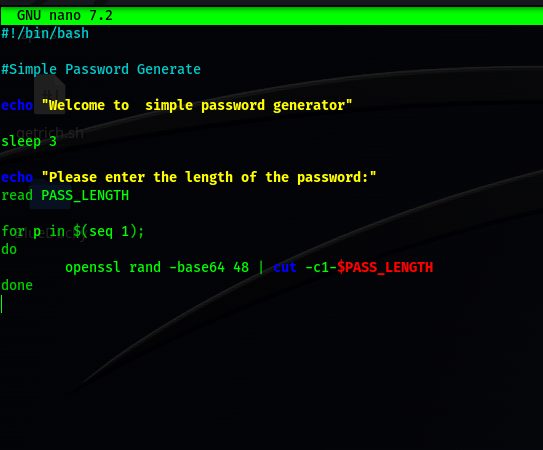 GNU nano 7.2
#!/bin/bash
#Simple Password Generate
echo "Welcome to  simple password generator"
getrich.sh
sleep 3
echo "Please enter the length of the password:"
read PASS_LENGTH
for p in $(seq 1);
do
        openssl rand -base64 48 | cut -c1-$PASS_LENGTH
done